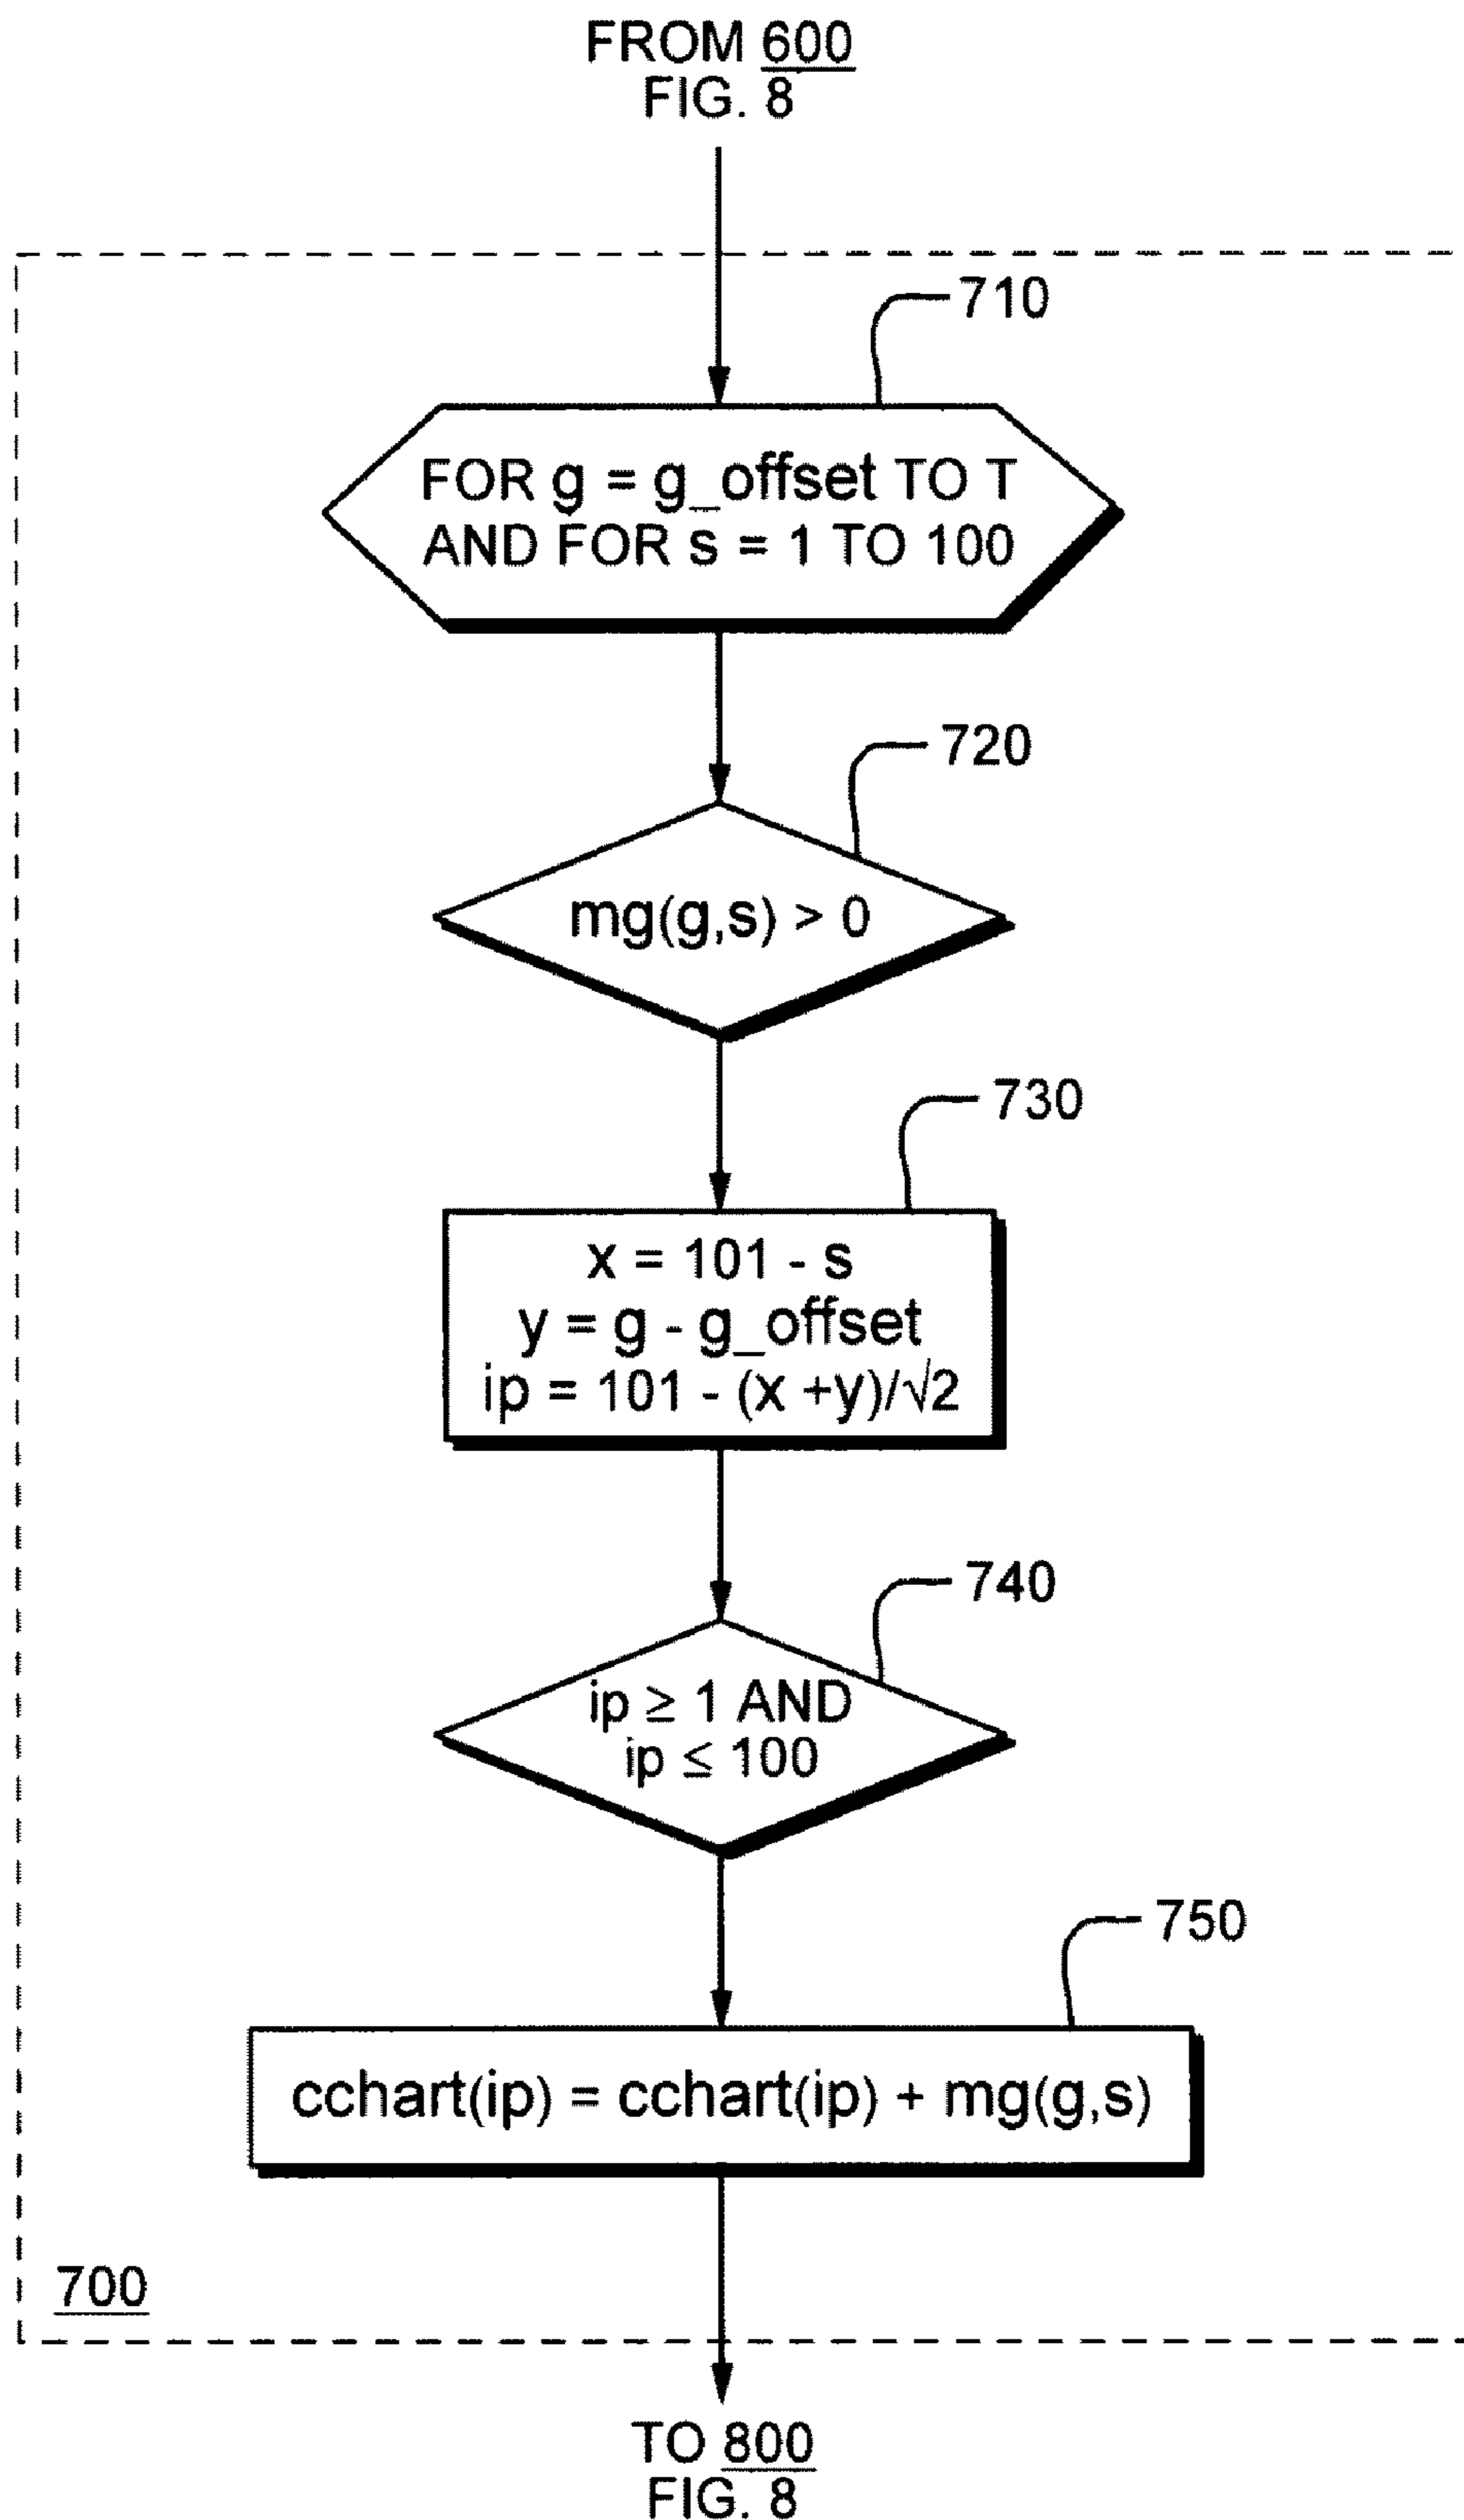 FROM 600
FIG. 8
710
FOR g = g_offset TO T
AND FOR s = 1 TO 100
720
mg(g,s) > 0
730
x = 101 - s
y = g - g_offset
ip = 101 - (x +y)/√2
740
ip ≥ 1 AND
ip ≤ 100
750
cchart(ip) = cchart(ip) + mg(g,s)
700
TO 800
FIG. 8